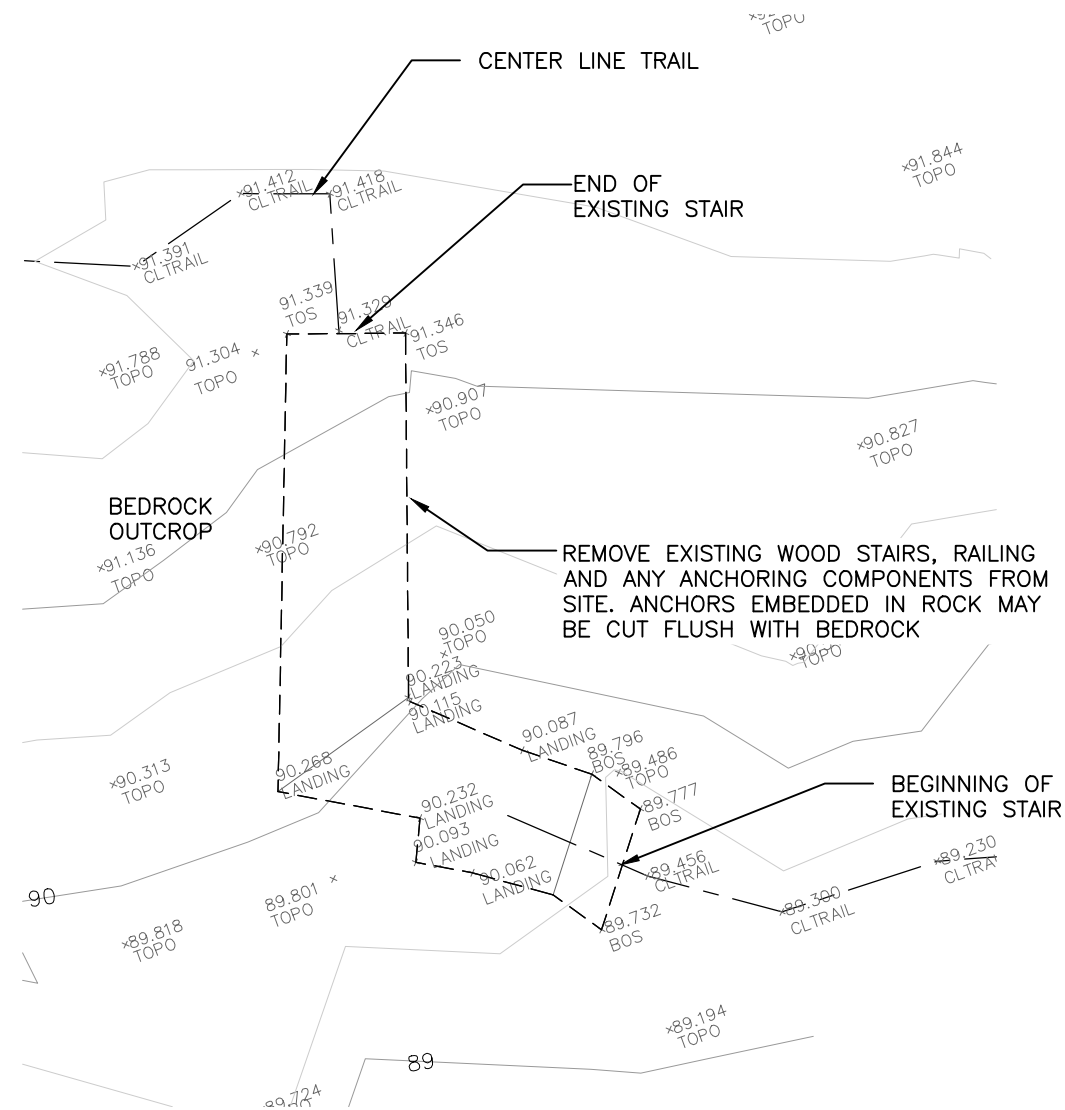 TOPO
CENTER LINE TRAIL
91.844
TOPO
91.412
CLTRAIL
91.418
CLTRAIL
END OF
EXISTING STAIR
91.391
CLTRAIL
91.339
TOS
91.329
CLTRAIL
91.346
TOS
91.788
TOPO
91.304
TOPO
90.907
TOPO
90.827
TOPO
BEDROCK
OUTCROP
90.792
TOPO
91.136
TOPO
REMOVE EXISTING WOOD STAIRS, RAILING
AND ANY ANCHORING COMPONENTS FROM
SITE. ANCHORS EMBEDDED IN ROCK MAY
BE CUT FLUSH WITH BEDROCK
90.050
TOPO
TOPO
90.223
LANDING
90.115
LANDING
90.087
LANDING
89.796
BOS
89.486
TOPO
90.313
TOPO
90.268
LANDING
90.232
LANDING
89.777
BOS
BEGINNING OF
EXISTING STAIR
90.093
LANDING
90.062
LANDING
89.456
CLTRAIL
89.230
CLTRA
90
89.801
TOPO
89.300
CLTRAIL
89.818
TOPO
89.732
BOS
89.194
TOPO
89
89.724